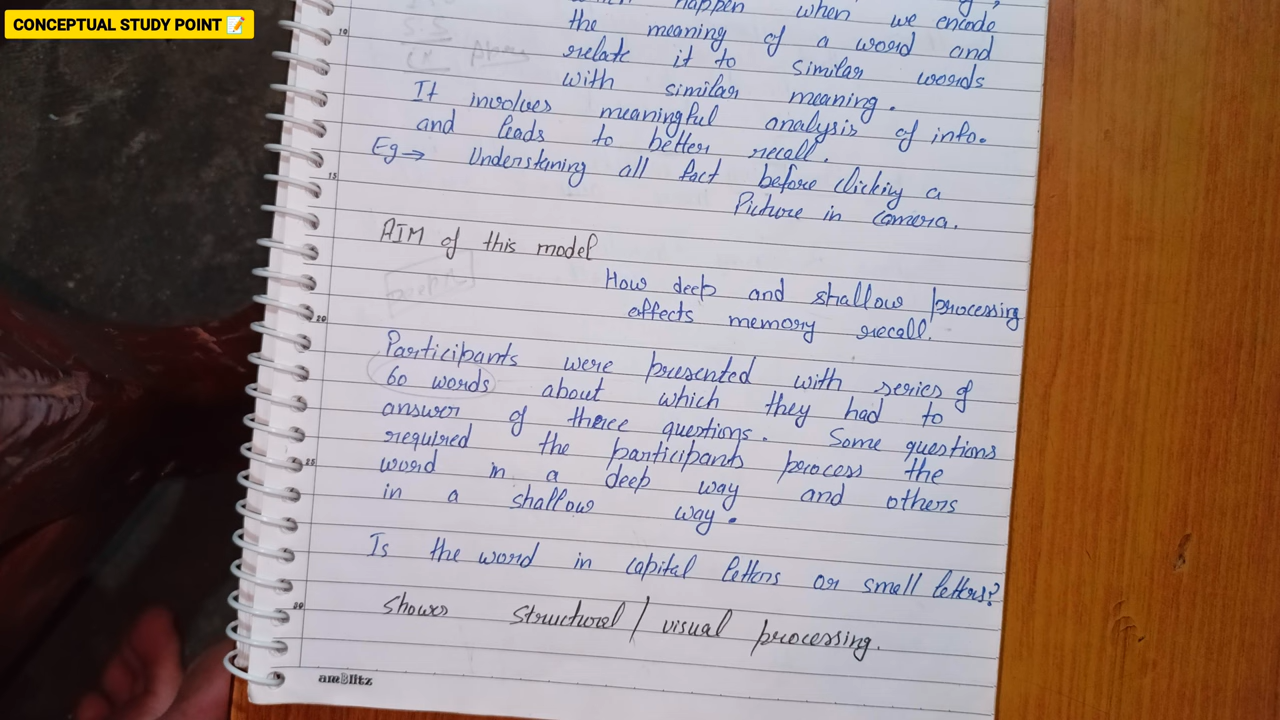 CONCEPTUAL STUDY POINT 📝
happen when we encode
the meaning of a word and
relate it to similar words
with similar meaning.
It involves meaningful analysis of info.
and leads to better recall.
Eg → Understaning all fact before clicking a
Picture in camera.
AIM of this model
How deep and shallow processing
affects memory recall.
Participants were presented with series of
60 words about which they had to
answer of theree questions. Some questions
required the participants process the
word in a deep way and others
in a shallow way.
Is the word in capital letters or small letters?
Shows Structural / visual processing.
amBlitz